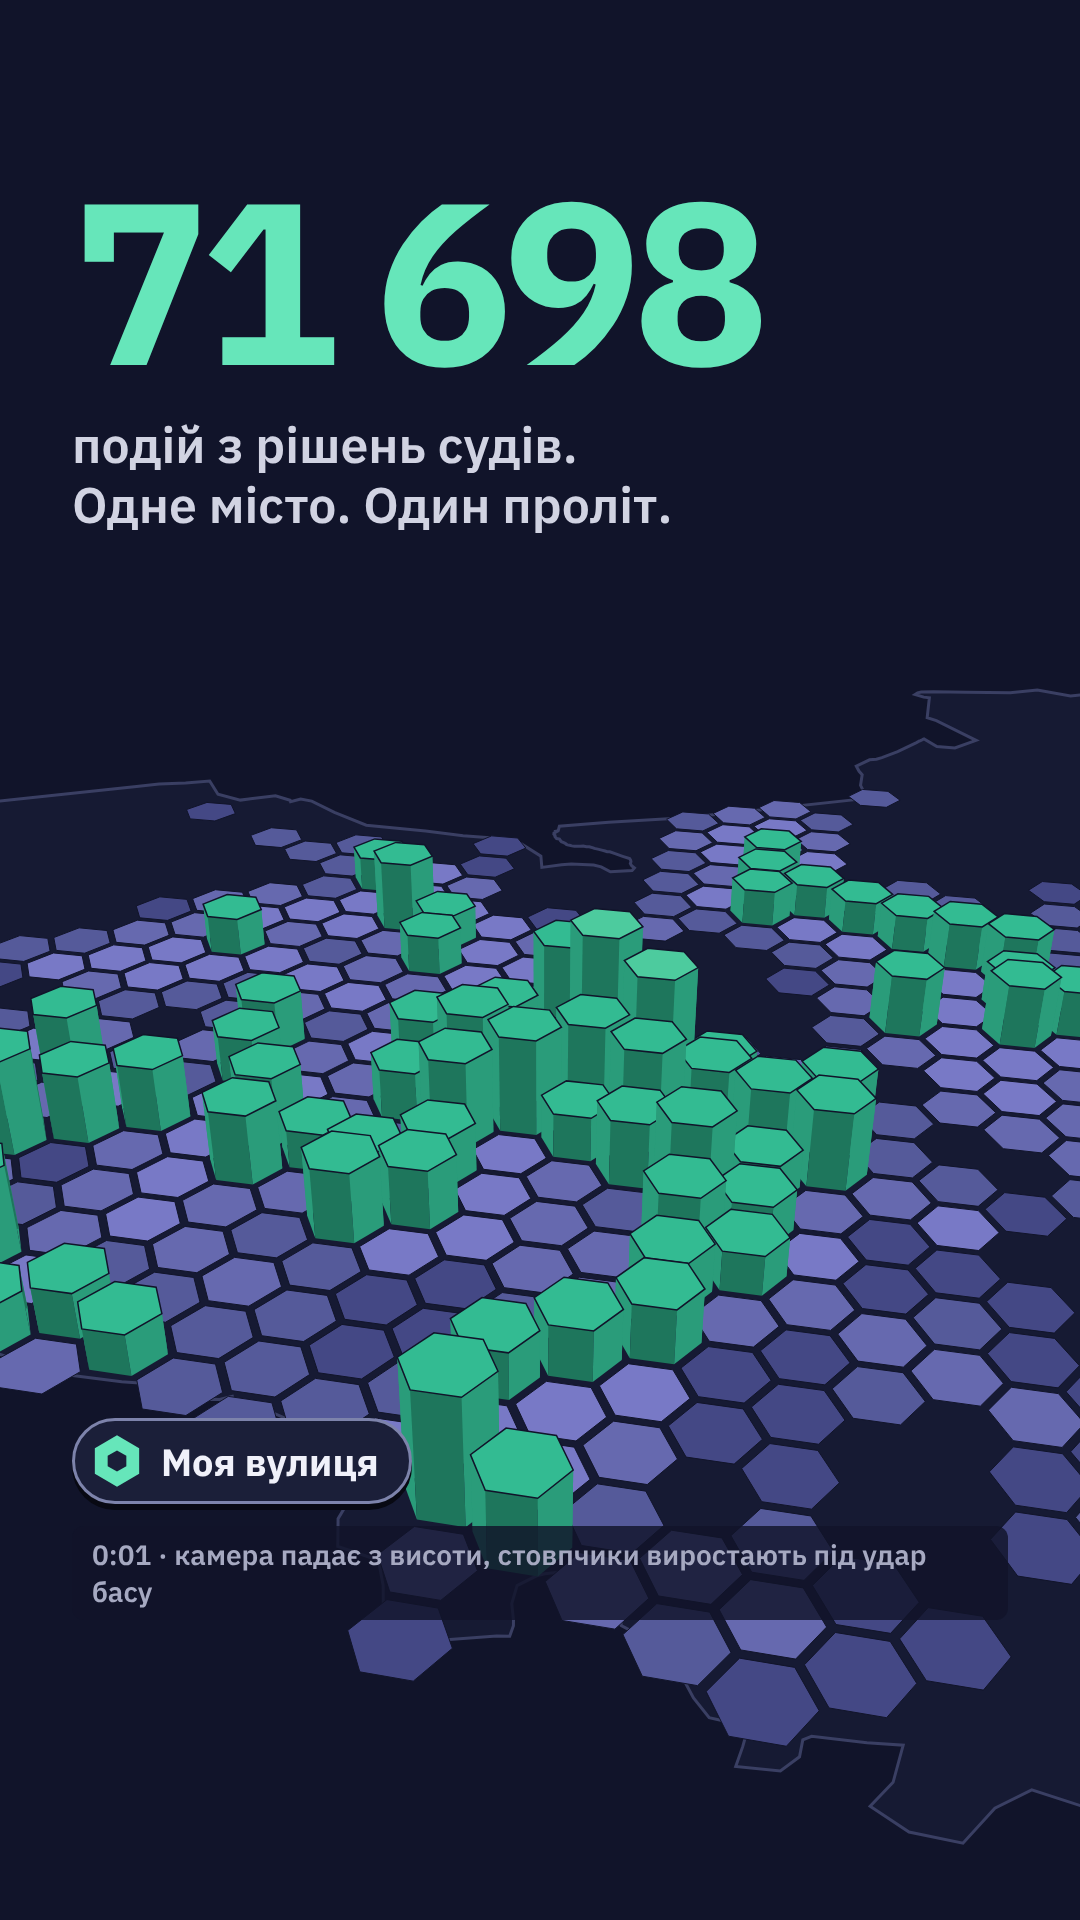 71 698
подій з рішень судів.
Одне місто. Один проліт.
Моя вулиця
0:01 · камера падає з висоти, стовпчики виростають під удар
басу